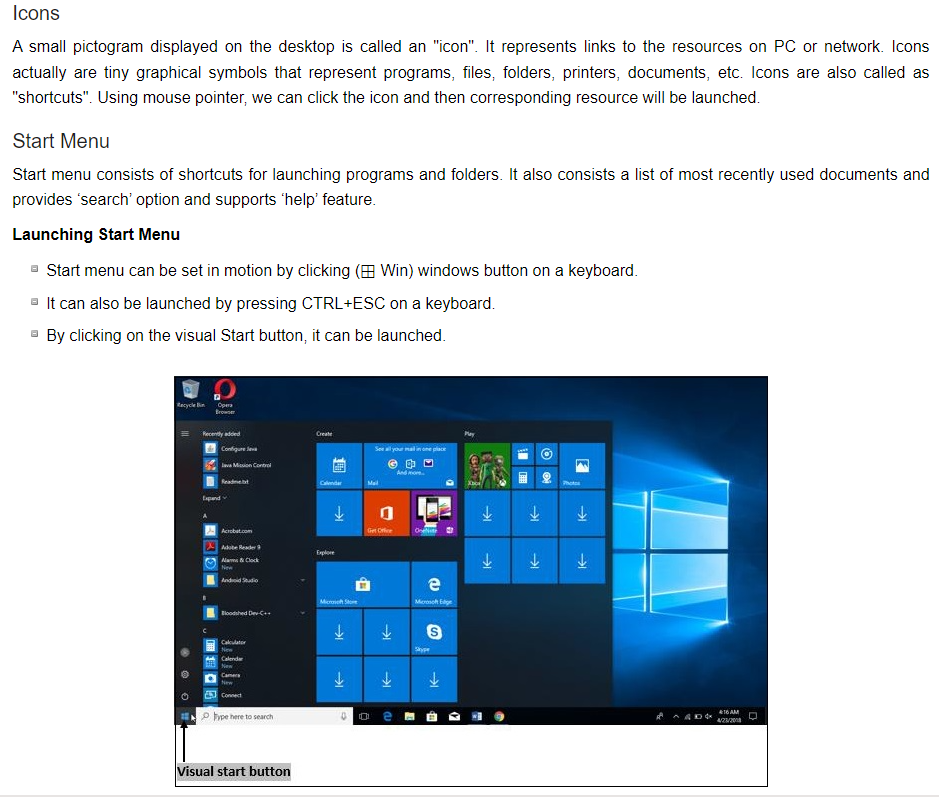 Icons
A small pictogram displayed on the desktop is called an "icon". It represents links to the resources on PC or network. Icons
actually are tiny graphical symbols that represent programs, files, folders, printers, documents, etc. Icons are also called as
"shortcuts". Using mouse pointer, we can click the icon and then corresponding resource will be launched.
Start Menu
Start menu consists of shortcuts for launching programs and folders. It also consists a list of most recently used documents and
provides ‘search’ option and supports ‘help’ feature.
Launching Start Menu
Start menu can be set in motion by clicking (⊞ Win) windows button on a keyboard.
It can also be launched by pressing CTRL+ESC on a keyboard.
By clicking on the visual Start button, it can be launched.
Recycle Bin
Opera
Browser
Recently added
Configure Java
Java Mission Control
Readme.txt
Expand
A
Acrobat.com
Adobe Reader 9
Alarms & Clock
New
Android Studio
B
Bloodshed Dev-C++
C
Calculator
New
Calendar
New
Camera
New
Connect
Create
Calendar
See all your mail in one place
And more...
Mail
Get Office
OneNote
Explore
Microsoft Store
Microsoft Edge
Skype
Play
Xbox
Photos
Type here to search
4:16 AM
4/23/2018
Visual start button